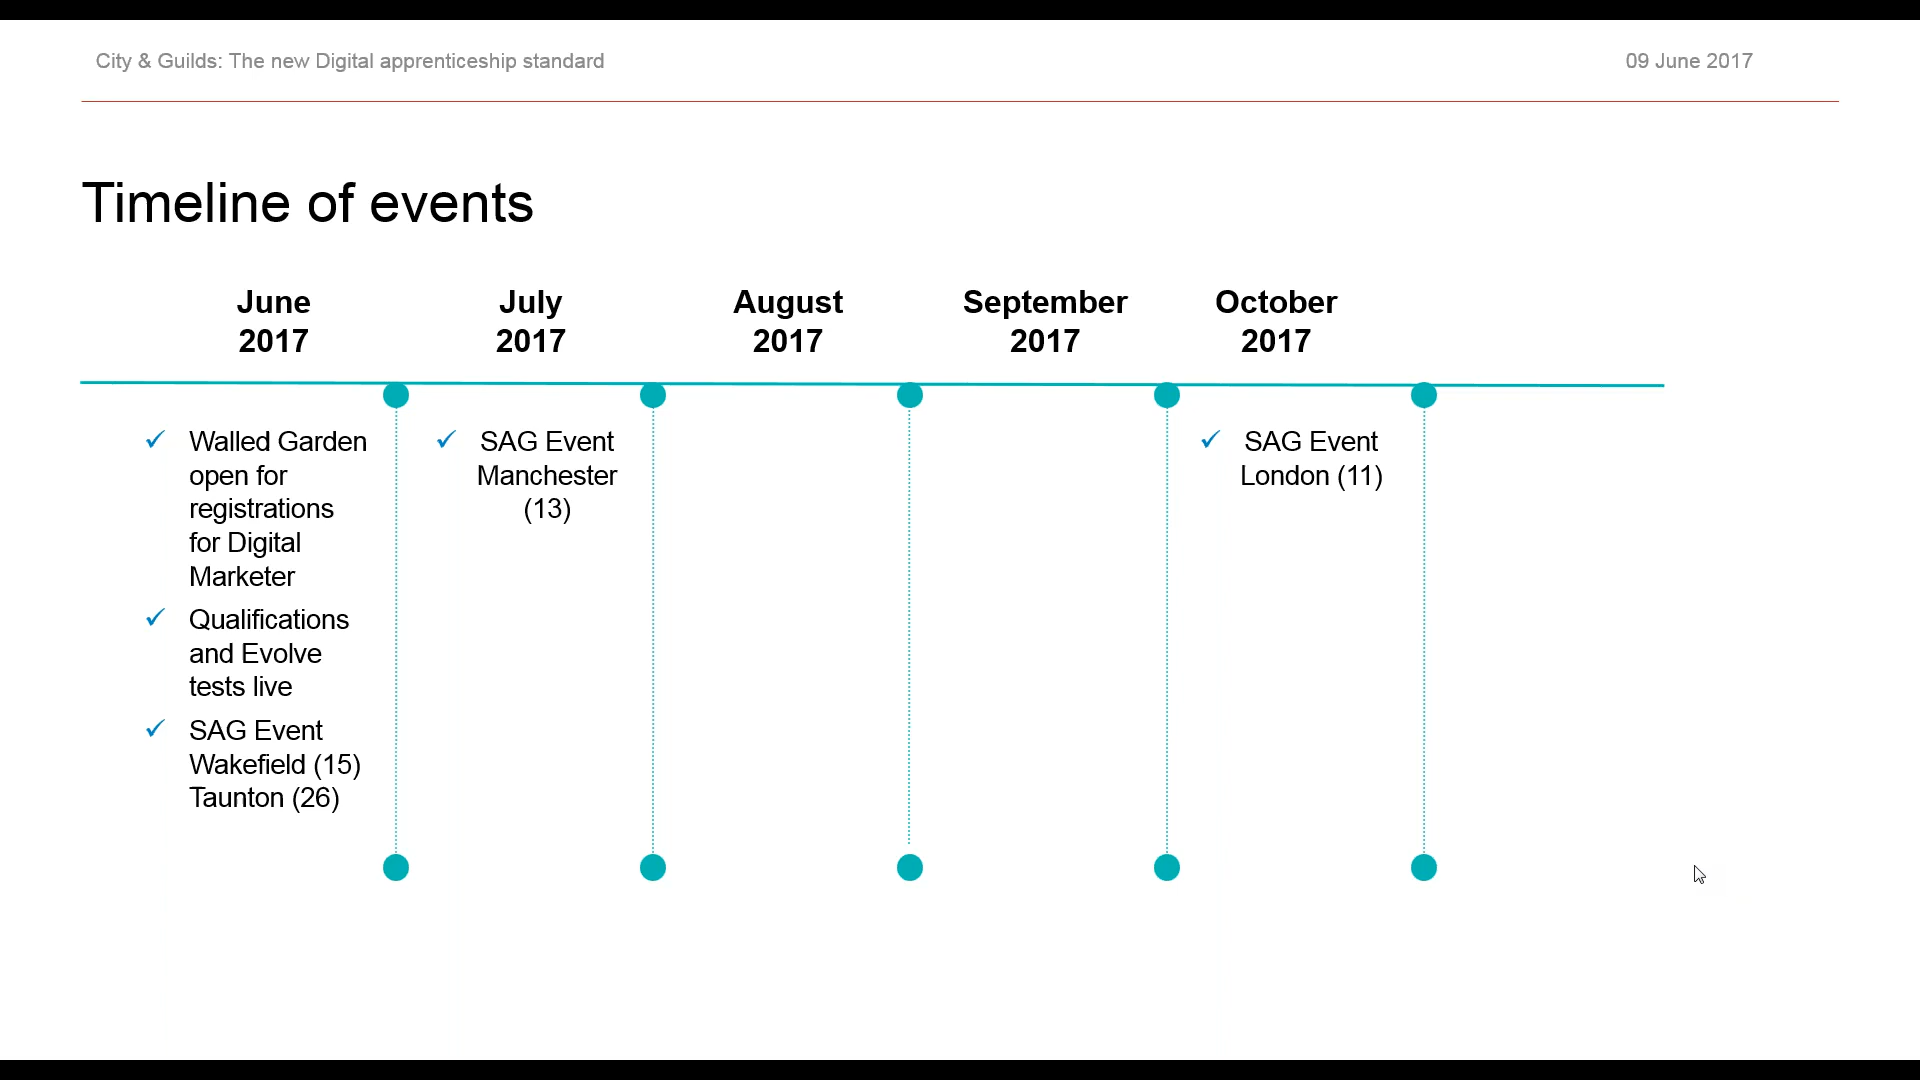 City & Guilds: The new Digital apprenticeship standard
09 June 2017
Timeline of events
June
2017
July
2017
August
2017
September
2017
October
2017
Walled Garden
open for
registrations
for Digital
Marketer
Qualifications
and Evolve
tests live
SAG Event
Wakefield (15)
Taunton (26)
SAG Event
Manchester
(13)
SAG Event
London (11)